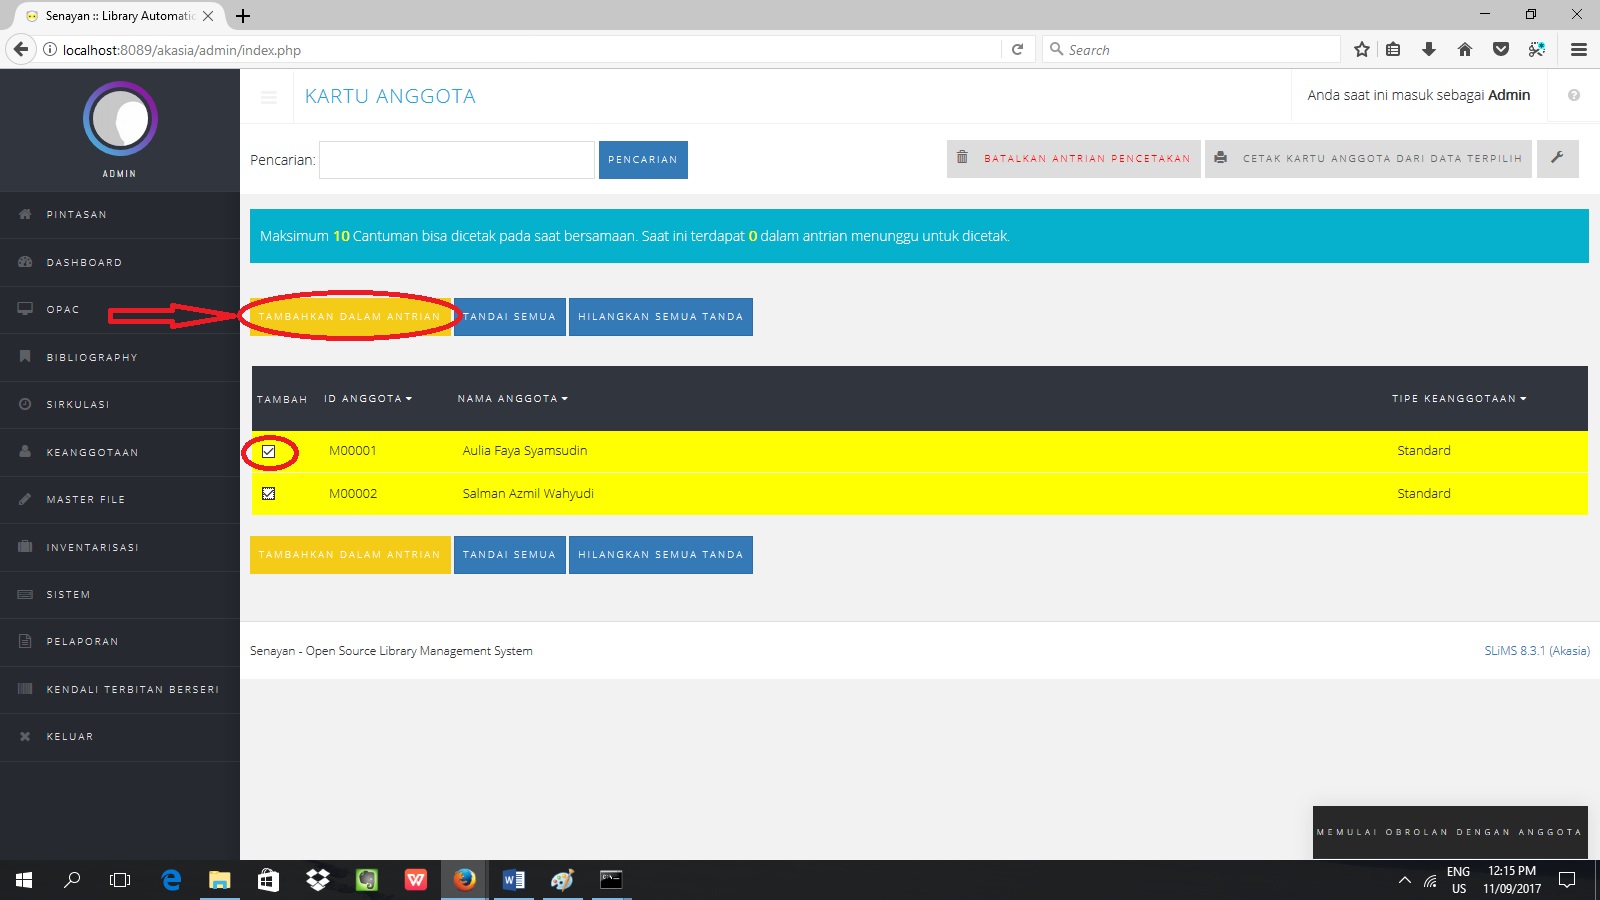 Senayan :: Library Automatic
localhost:8089/akasia/admin/index.php
Search
ADMIN
PINTASAN
DASHBOARD
OPAC
BIBLIOGRAPHY
SIRKULASI
KEANGGOTAAN
MASTER FILE
INVENTARISASI
SISTEM
PELAPORAN
KENDALI TERBITAN BERSERI
KELUAR
KARTU ANGGOTA
Anda saat ini masuk sebagai Admin
Pencarian:
PENCARIAN
BATALKAN ANTRIAN PENCETAKAN
CETAK KARTU ANGGOTA DARI DATA TERPILIH
Maksimum 10 Cantuman bisa dicetak pada saat bersamaan. Saat ini terdapat 0 dalam antrian menunggu untuk dicetak.
TAMBAHKAN DALAM ANTRIAN TANDAI SEMUA HILANGKAN SEMUA TANDA
TAMBAH ID ANGGOTA NAMA ANGGOTA TIPE KEANGGOTAAN
M00001 Aulia Faya Syamsudin Standard
M00002 Salman Azmil Wahyudi Standard
TAMBAHKAN DALAM ANTRIAN TANDAI SEMUA HILANGKAN SEMUA TANDA
Senayan - Open Source Library Management System SLiMS 8.3.1 (Akasia)
MEMULAI OBROLAN DENGAN ANGGOTA
ENG 12:15 PM
US 11/09/2017